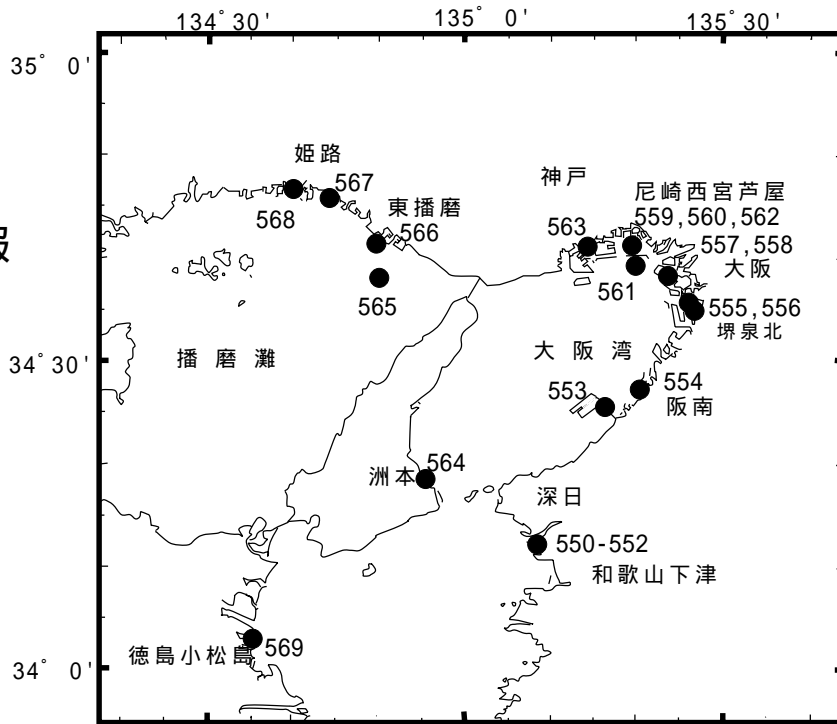 134° 30'
135° 0'
135° 30'
35° 0'
姫路
567
568
東播磨
566
565
神戸
563
尼崎西宮芦屋
559,560,562
557,558
大阪
561
555,556
堺泉北
報
播磨灘
34° 30'
大阪湾
553
554
阪南
564
洲本
深日
550-552
和歌山下津
569
徳島小松島
34° 0'